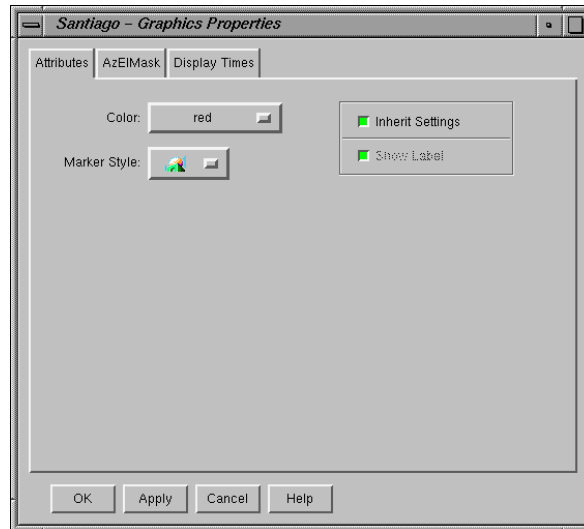 Santiago – Graphics Properties
Attributes AzElMask Display Times
Color: red
Inherit Settings
Marker Style:
Show Label
OK Apply Cancel Help